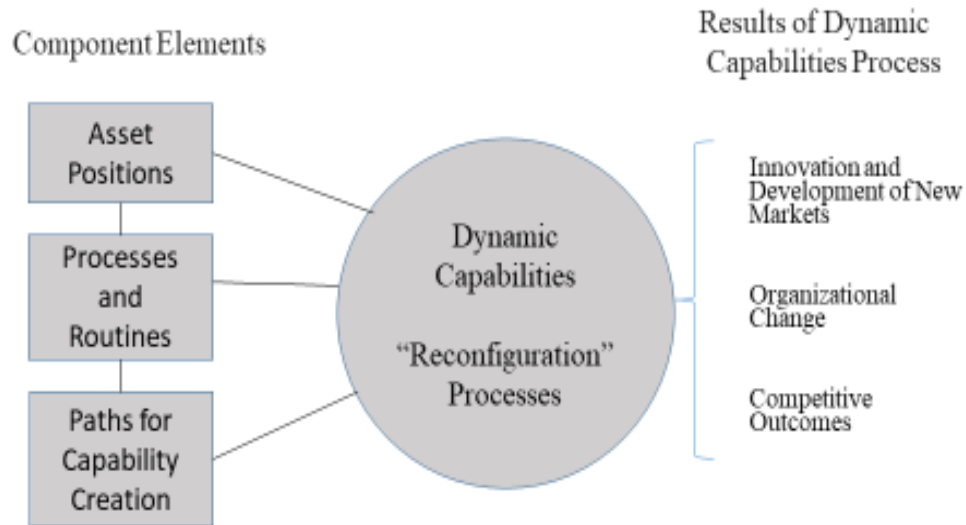 Component Elements
Results of Dynamic
Capabilities Process
Asset
Positions
Processes
and
Routines
Paths for
Capability
Creation
Dynamic
Capabilities
“Reconfiguration”
Processes
Innovation and
Development of New
Markets
Organizational
Change
Competitive
Outcomes